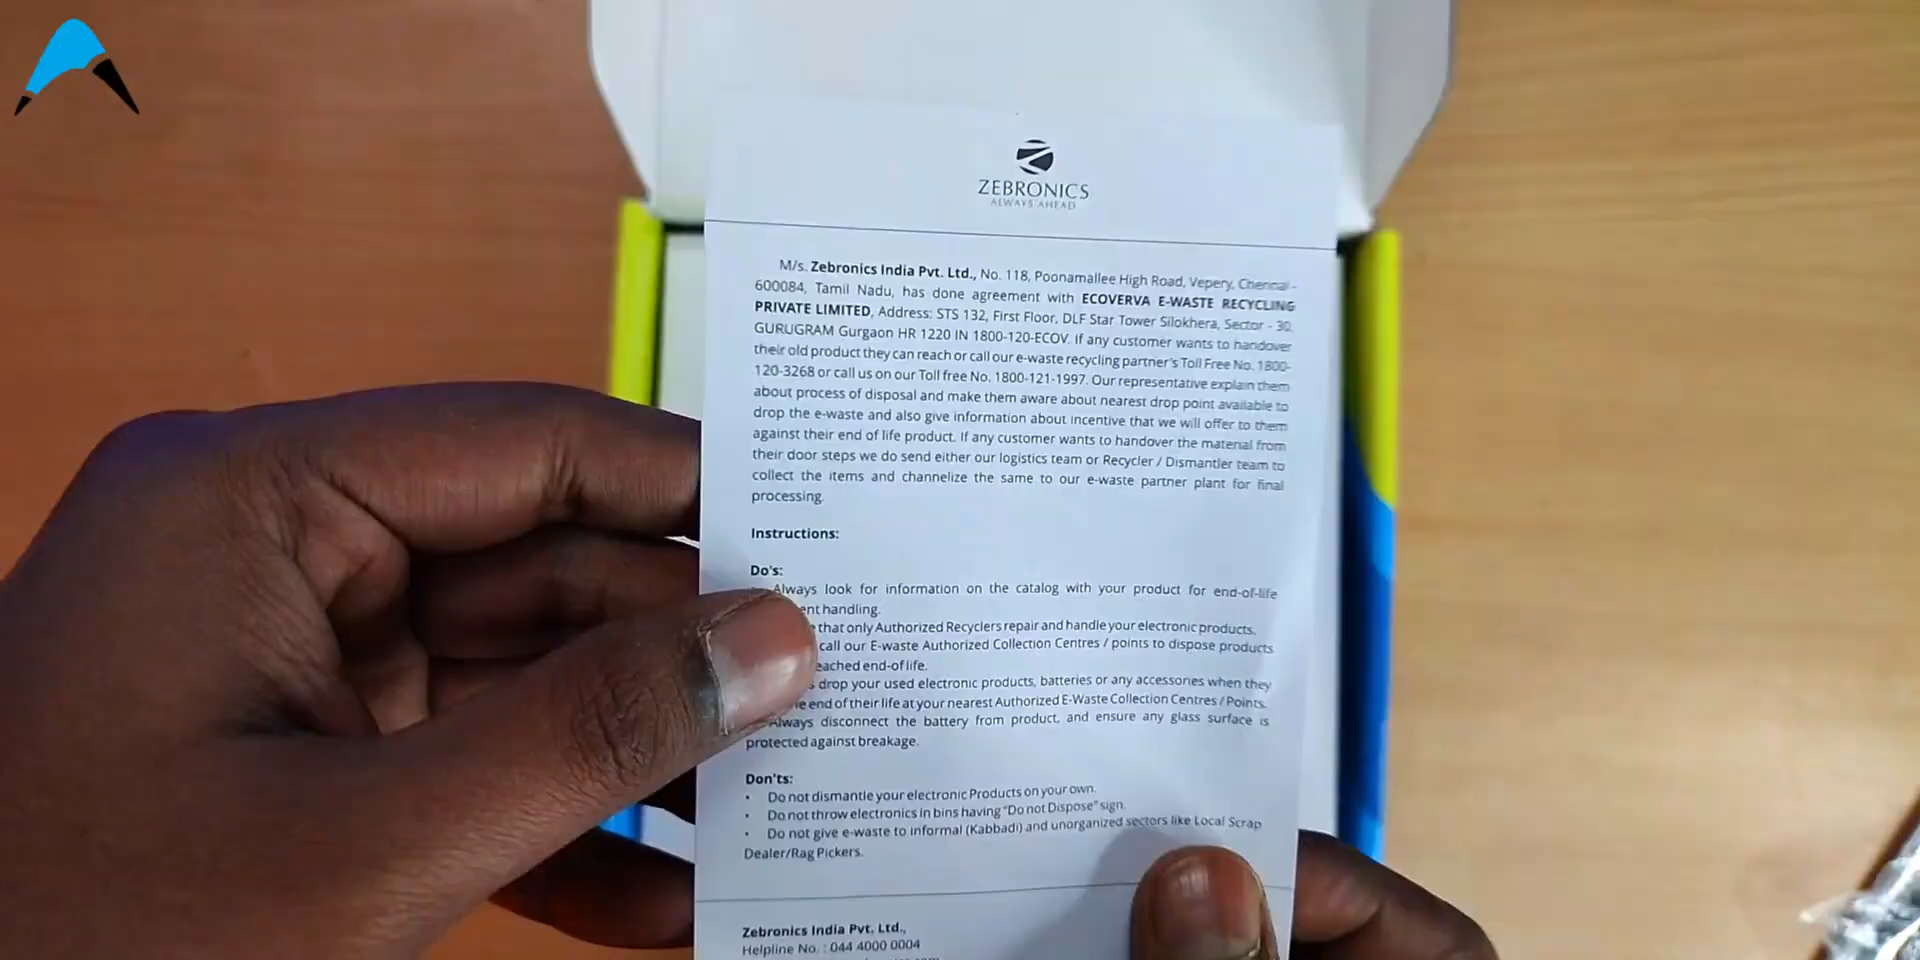 ZEBRONICS
ALWAYS AHEAD
M/s. Zebronics India Pvt. Ltd., No. 118, Poonamallee High Road, Vepery, Chennai -
600084, Tamil Nadu, has done agreement with ECOVERVA E-WASTE RECYCLING
PRIVATE LIMITED, Address: STS 132, First Floor, DLF Star Tower Silokhera, Sector - 30,
GURUGRAM Gurgaon HR 1220 IN 1800-120-ECOV. If any customer wants to handover
their old product they can reach or call our e-waste recycling partner's Toll Free No. 1800-
120-3268 or call us on our Toll free No. 1800-121-1997. Our representative explain them
about process of disposal and make them aware about nearest drop point available to
drop the e-waste and also give information about incentive that we will offer to them
against their end of life product. If any customer wants to handover the material from
their door steps we do send either our logistics team or Recycler / Dismantler team to
collect the items and channelize the same to our e-waste partner plant for final
processing.
Instructions:
Do's:
Always look for information on the catalog with your product for end-of-life
handling.
that only Authorized Recyclers repair and handle your electronic products.
call our E-waste Authorized Collection Centres / points to dispose products
end-of-life.
drop your used electronic products, batteries or any accessories when they
end of their life at your nearest Authorized E-Waste Collection Centres / Points.
Always disconnect the battery from product, and ensure any glass surface is
protected against breakage.
Don'ts:
• Do not dismantle your electronic Products on your own.
• Do not throw electronics in bins having "Do not Dispose" sign.
• Do not give e-waste to informal (Kabbadi) and unorganized sectors like Local Scrap
Dealer/Rag Pickers.
Zebronics India Pvt. Ltd.,
Helpline No. : 044 4000 0004